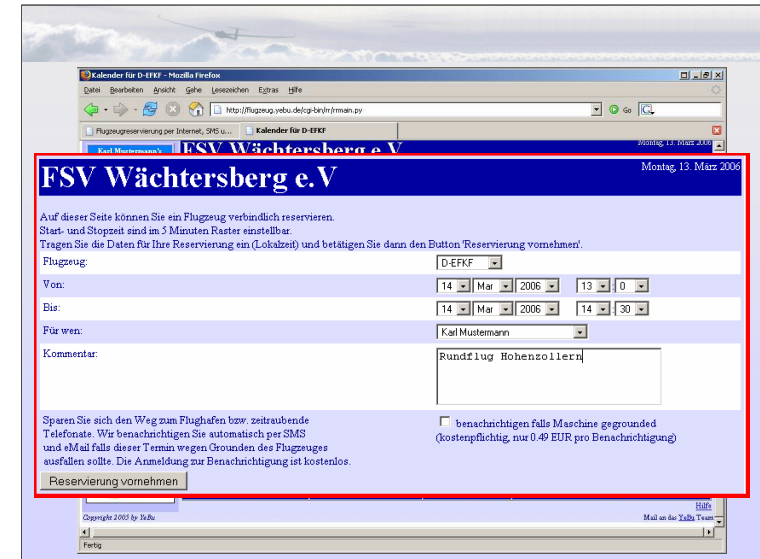 Kalender für D-EFKF - Mozilla Firefox
Datei Bearbeiten Ansicht Gehe Lesezeichen Extras Hilfe
http://flugzeug.yebu.de/cgi-bin/rr/rrmain.py
Go
Flugzeugreservierung per Internet, SMS u...
Kalender für D-EFKF
Karl Mustermann's
FSV Wächtersberg e.V
Montag, 13. März 2006
FSV Wächtersberg e.V
Montag, 13. März 2006
Auf dieser Seite können Sie ein Flugzeug verbindlich reservieren.
Start- und Stopzeit sind im 5 Minuten Raster einstellbar.
Tragen Sie die Daten für Ihre Reservierung ein (Lokalzeit) und betätigen Sie dann den Button 'Reservierung vornehmen'.
Flugzeug: D-EFKF
Von: 14 Mar 2006 13 : 0
Bis: 14 Mar 2006 14 : 30
Für wen: Karl Mustermann
Kommentar: Rundflug Hohenzollern
Sparen Sie sich den Weg zum Flughafen bzw. zeitraubende
Telefonate. Wir benachrichtigen Sie automatisch per SMS
und eMail falls dieser Termin wegen Grounden des Flugzeuges
ausfallen sollte. Die Anmeldung zur Benachrichtigung ist kostenlos.
benachrichtigen falls Maschine gegrounded
(kostenpflichtig, nur 0.49 EUR pro Benachrichtigung)
Reservierung vornehmen
Hilfe
Copyright 2005 by YeBu
Mail an das YeBu Team
Fertig